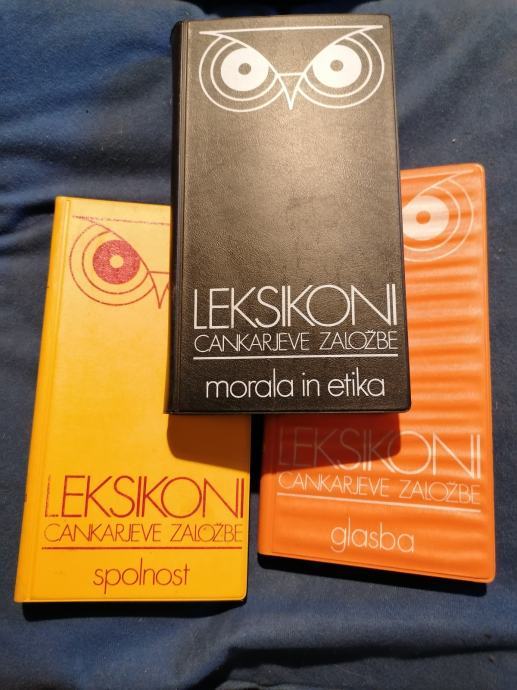 LEKSIKONI
CANKARJEVE ZALOŽBE
morala in etika
LEKSIKONI
CANKARJEVE ZALOŽBE
spolnost
LEKSIKONI
CANKARJEVE ZALOŽBE
glasba